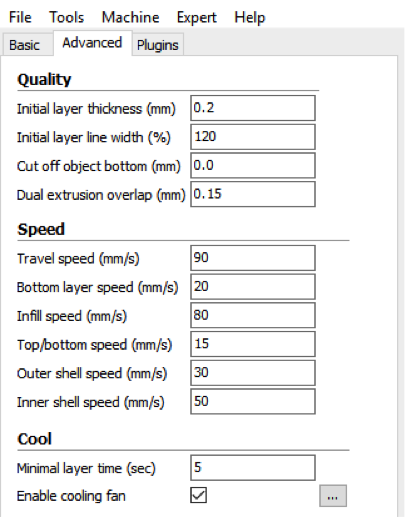 File Tools Machine Expert Help
Basic Advanced Plugins
Quality
Initial layer thickness (mm) 0.2
Initial layer line width (%) 120
Cut off object bottom (mm) 0.0
Dual extrusion overlap (mm) 0.15
Speed
Travel speed (mm/s) 90
Bottom layer speed (mm/s) 20
Infill speed (mm/s) 80
Top/bottom speed (mm/s) 15
Outer shell speed (mm/s) 30
Inner shell speed (mm/s) 50
Cool
Minimal layer time (sec) 5
Enable cooling fan ...